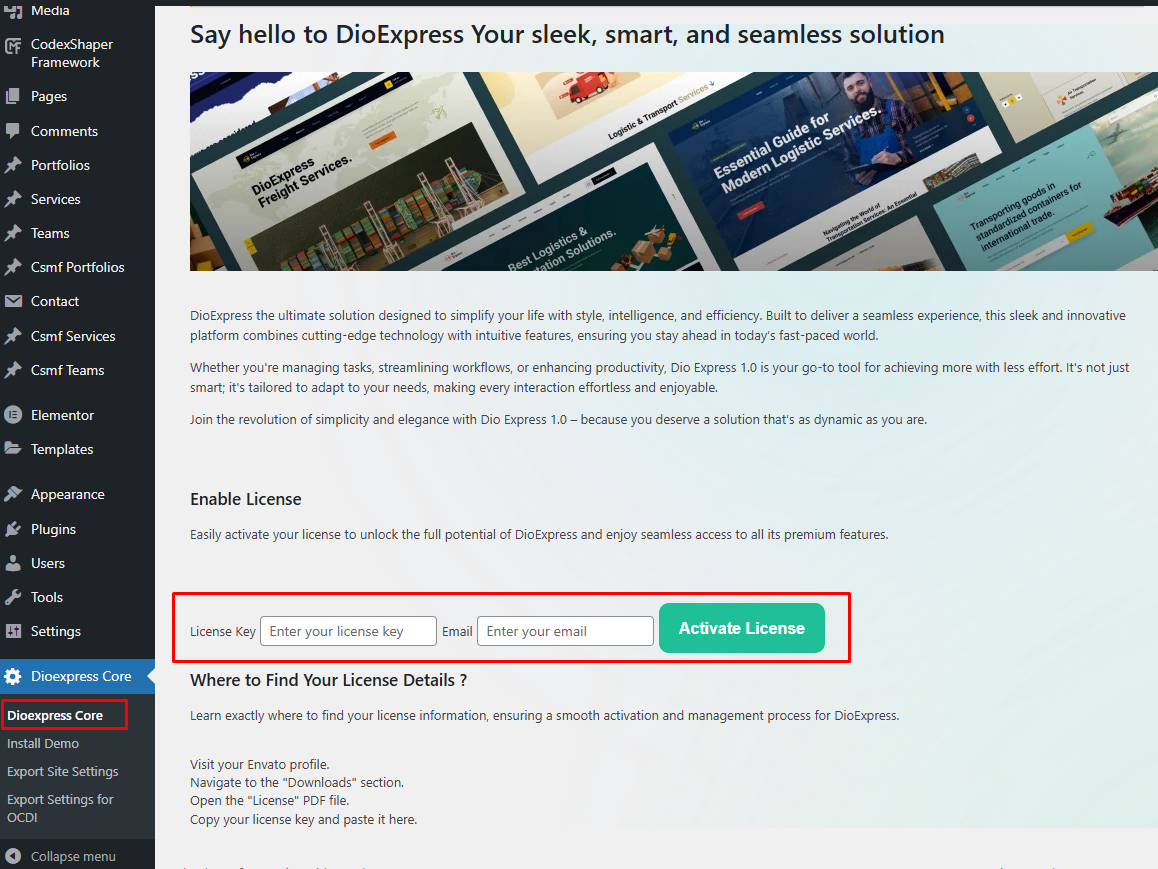 Media
CodexShaper
Framework
Pages
Comments
Portfolios
Services
Teams
Csmf Portfolios
Contact
Csmf Services
Csmf Teams
Elementor
Templates
Appearance
Plugins
Users
Tools
Settings
Dioexpress Core
Dioexpress Core
Install Demo
Export Site Settings
Export Settings for
OCDI
Collapse menu
Say hello to DioExpress Your sleek, smart, and seamless solution
DioExpress
Freight Services.
Logistic & Transport Services
Essential Guide for
Modern Logistic Services.
Best Logistics &
tation Solutions.
Navigating the World of
Transportation Services: An Essential
Air Transportation
Services
Transporting goods in
standardized containers for
international trade.
DioExpress the ultimate solution designed to simplify your life with style, intelligence, and efficiency. Built to deliver a seamless experience, this sleek and innovative
platform combines cutting-edge technology with intuitive features, ensuring you stay ahead in today's fast-paced world.
Whether you're managing tasks, streamlining workflows, or enhancing productivity, Dio Express 1.0 is your go-to tool for achieving more with less effort. It's not just
smart; it's tailored to adapt to your needs, making every interaction effortless and enjoyable.
Join the revolution of simplicity and elegance with Dio Express 1.0 – because you deserve a solution that's as dynamic as you are.
Enable License
Easily activate your license to unlock the full potential of DioExpress and enjoy seamless access to all its premium features.
License Key Enter your license key Email Enter your email Activate License
Where to Find Your License Details ?
Learn exactly where to find your license information, ensuring a smooth activation and management process for DioExpress.
Visit your Envato profile.
Navigate to the "Downloads" section.
Open the "License" PDF file.
Copy your license key and paste it here.